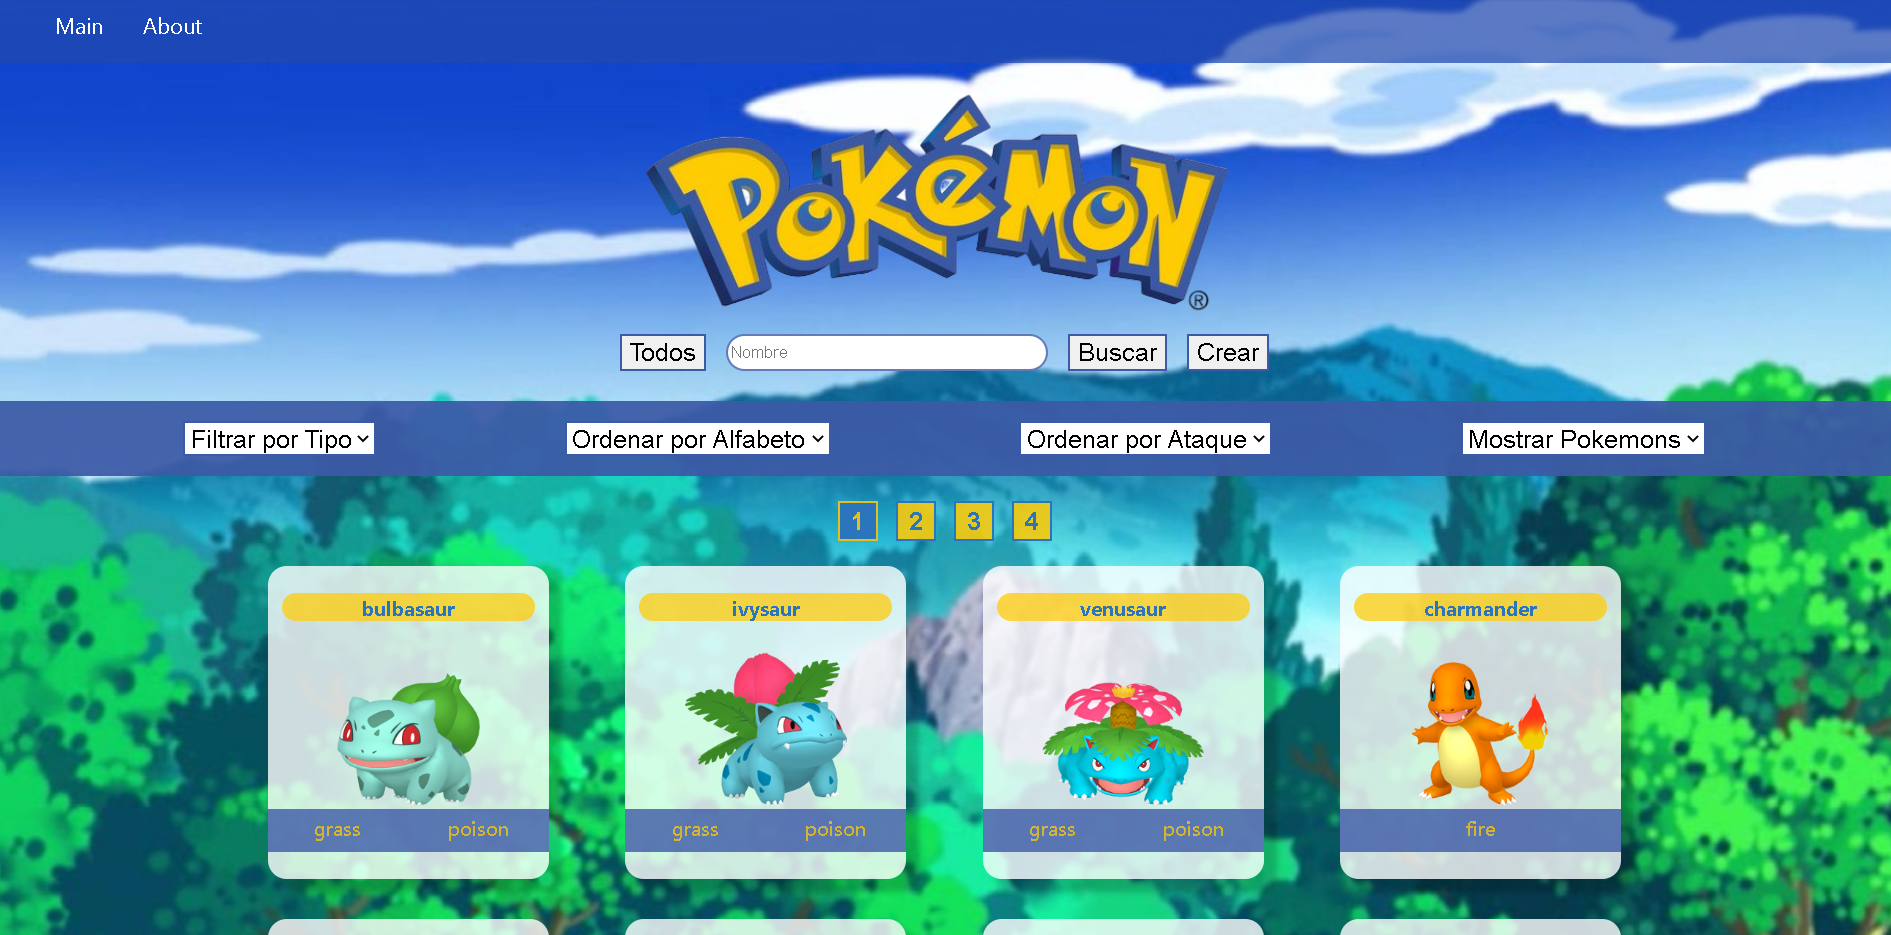 Main About
POKéMON
®
Todos Nombre Buscar Crear
Filtrar por Tipo Ordenar por Alfabeto Ordenar por Ataque Mostrar Pokemons
1 2 3 4
bulbasaur ivysaur venusaur charmander
grass poison grass poison grass poison fire